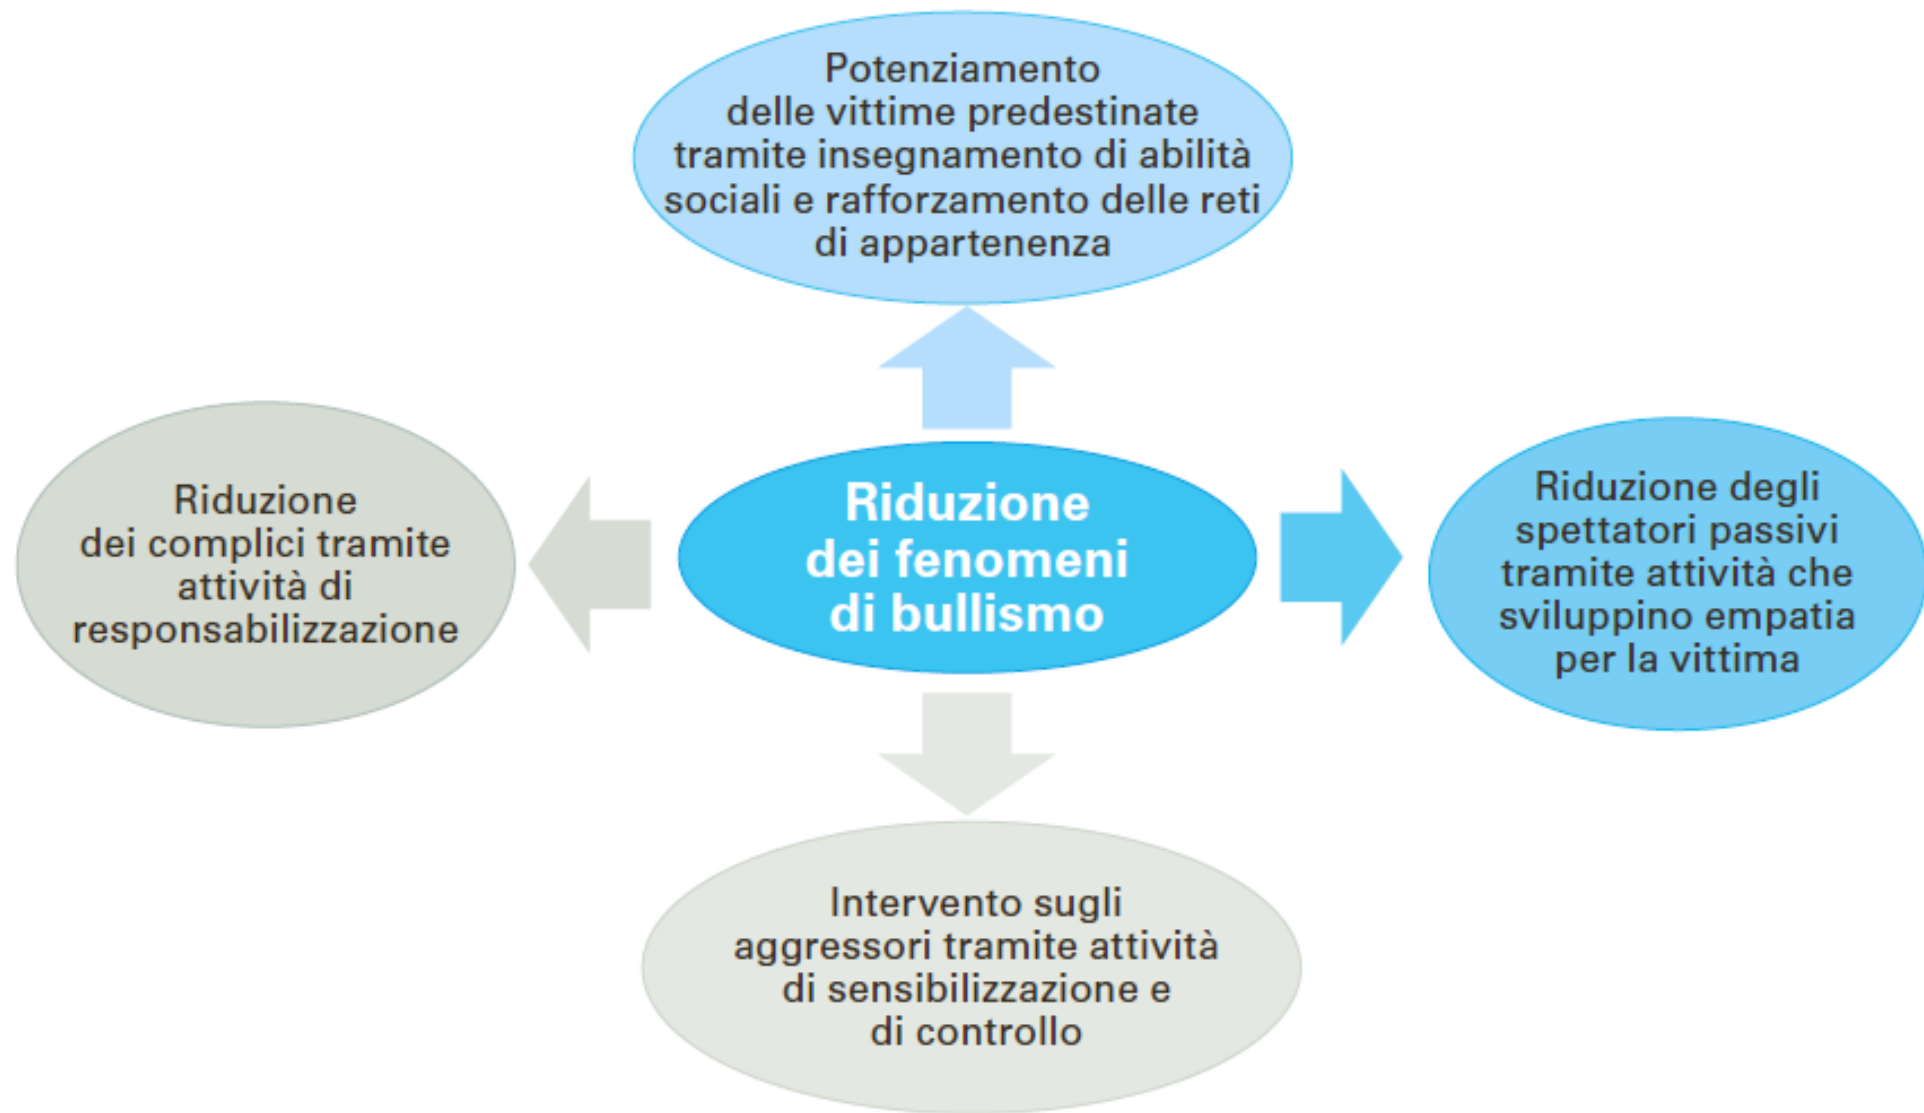 Potenziamento
delle vittime predestinate
tramite insegnamento di abilità
sociali e rafforzamento delle reti
di appartenenza
Riduzione
dei complici tramite
attività di
responsabilizzazione
Riduzione
dei fenomeni
di bullismo
Riduzione degli
spettatori passivi
tramite attività che
sviluppino empatia
per la vittima
Intervento sugli
aggressori tramite attività
di sensibilizzazione e
di controllo